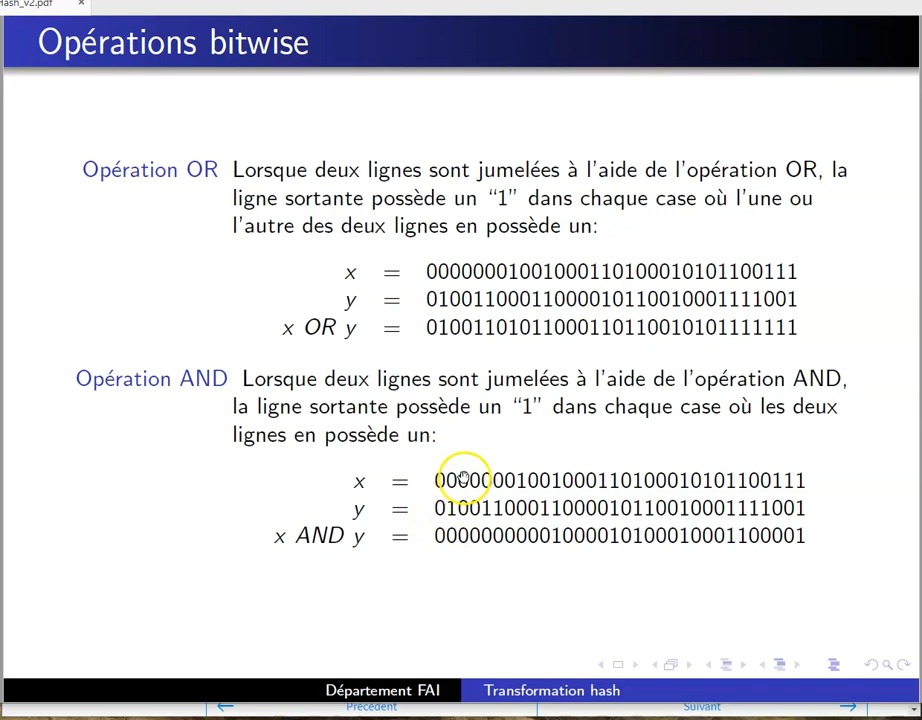 Hash_v2.pdf
Opérations bitwise
Opération OR Lorsque deux lignes sont jumelées à l'aide de l'opération OR, la
ligne sortante possède un “1” dans chaque case où l'une ou
l'autre des deux lignes en possède un:
x = 00000001001000110100010101100111
y = 01001100011000010110010001111001
x OR y = 01001101011000110110010101111111
Opération AND Lorsque deux lignes sont jumelées à l'aide de l'opération AND,
la ligne sortante possède un “1” dans chaque case où les deux
lignes en possède un:
x = 00000001001000110100010101100111
y = 01001100011000010110010001111001
x AND y = 00000000001000010100010001100001
Département FAI Transformation hash
Précédent Suivant